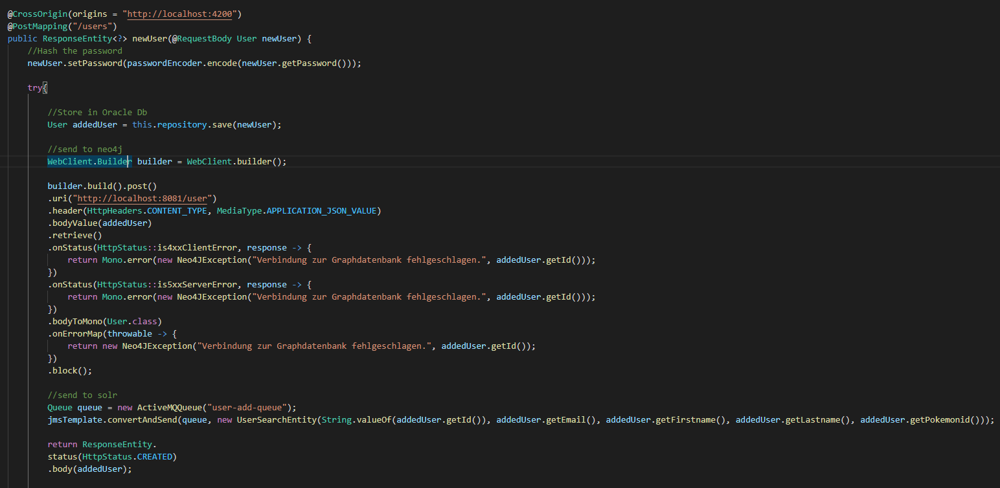 @CrossOrigin(origins = "http://localhost:4200")
@PostMapping("/users")
public ResponseEntity<?> newUser(@RequestBody User newUser) {
//Hash the password
newUser.setPassword(passwordEncoder.encode(newUser.getPassword()));
try{
//Store in Oracle Db
User addedUser = this.repository.save(newUser);
//send to neo4j
WebClient.Builder builder = WebClient.builder();
builder.build().post()
.uri("http://localhost:8081/user")
.header(HttpHeaders.CONTENT_TYPE, MediaType.APPLICATION_JSON_VALUE)
.bodyValue(addedUser)
.retrieve()
.onStatus(HttpStatus::is4xxClientError, response -> {
return Mono.error(new Neo4JException("Verbindung zur Graphdatenbank fehlgeschlagen.", addedUser.getId()));
})
.onStatus(HttpStatus::is5xxServerError, response -> {
return Mono.error(new Neo4JException("Verbindung zur Graphdatenbank fehlgeschlagen.", addedUser.getId()));
})
.bodyToMono(User.class)
.onErrorMap(throwable -> {
return new Neo4JException("Verbindung zur Graphdatenbank fehlgeschlagen.", addedUser.getId());
})
.block();
//send to solr
Queue queue = new ActiveMQQueue("user-add-queue");
jmsTemplate.convertAndSend(queue, new UserSearchEntity(String.valueOf(addedUser.getId()), addedUser.getEmail(), addedUser.getFirstname(), addedUser.getLastname(), addedUser.getPokemonid()));
return ResponseEntity.
status(HttpStatus.CREATED)
.body(addedUser);